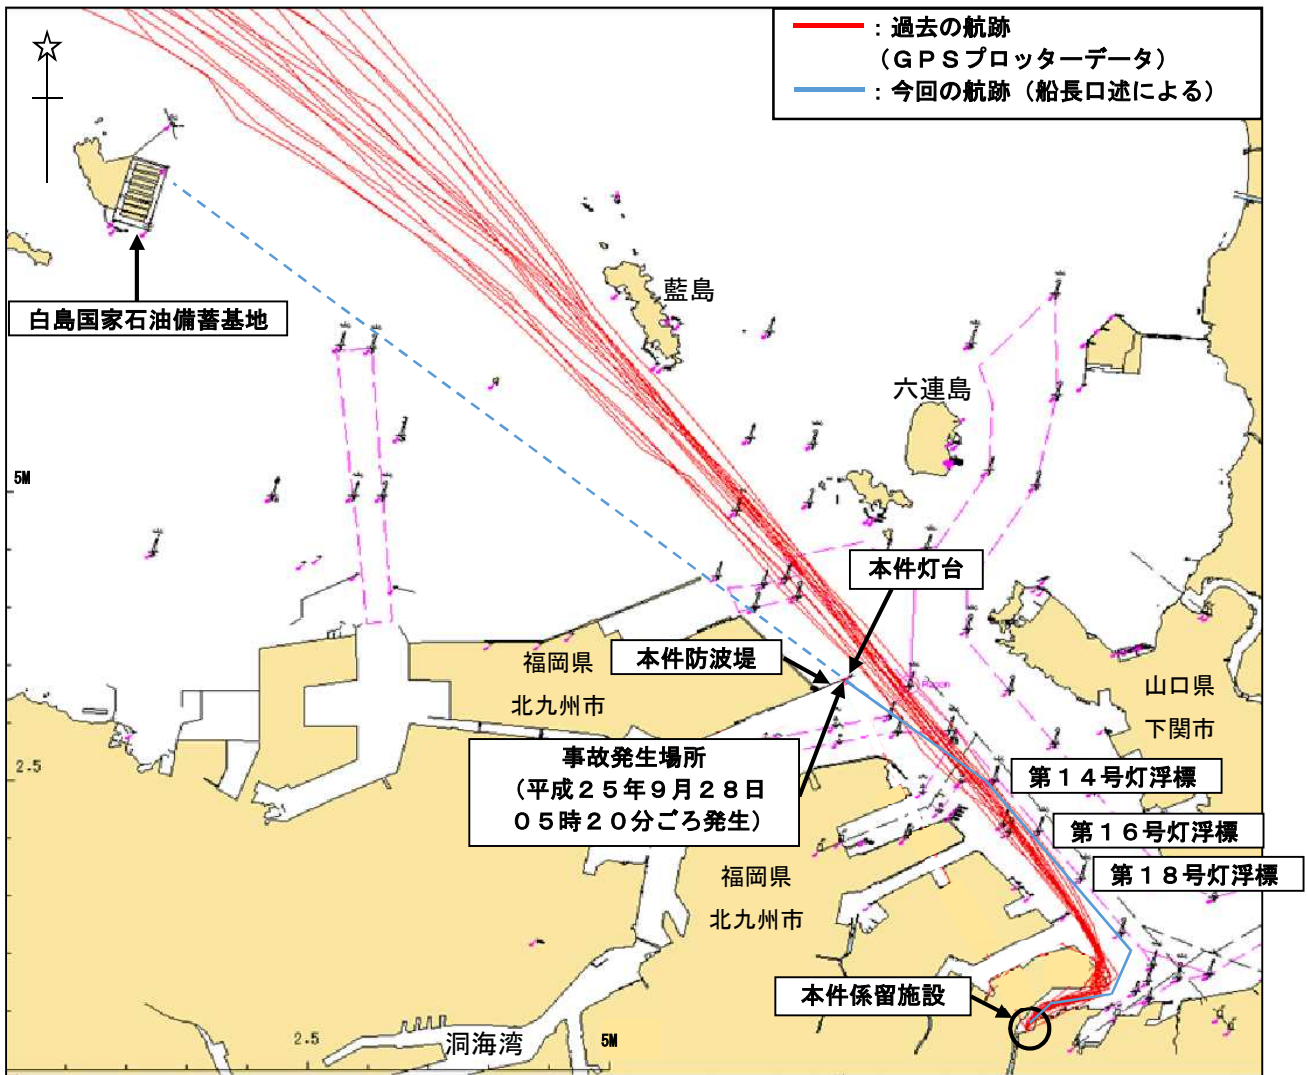 ：過去の航跡
（ＧＰＳプロッターデータ）
：今回の航跡（船長口述による）
藍島
白島国家石油備蓄基地
六連島
5M
本件灯台
福岡県
北九州市
本件防波堤
山口県
下関市
事故発生場所
（平成２５年９月２８日
０５時２０分ごろ発生）
2.5
第１４号灯浮標
第１６号灯浮標
第１８号灯浮標
福岡県
北九州市
本件係留施設
2.5
洞海湾
5M